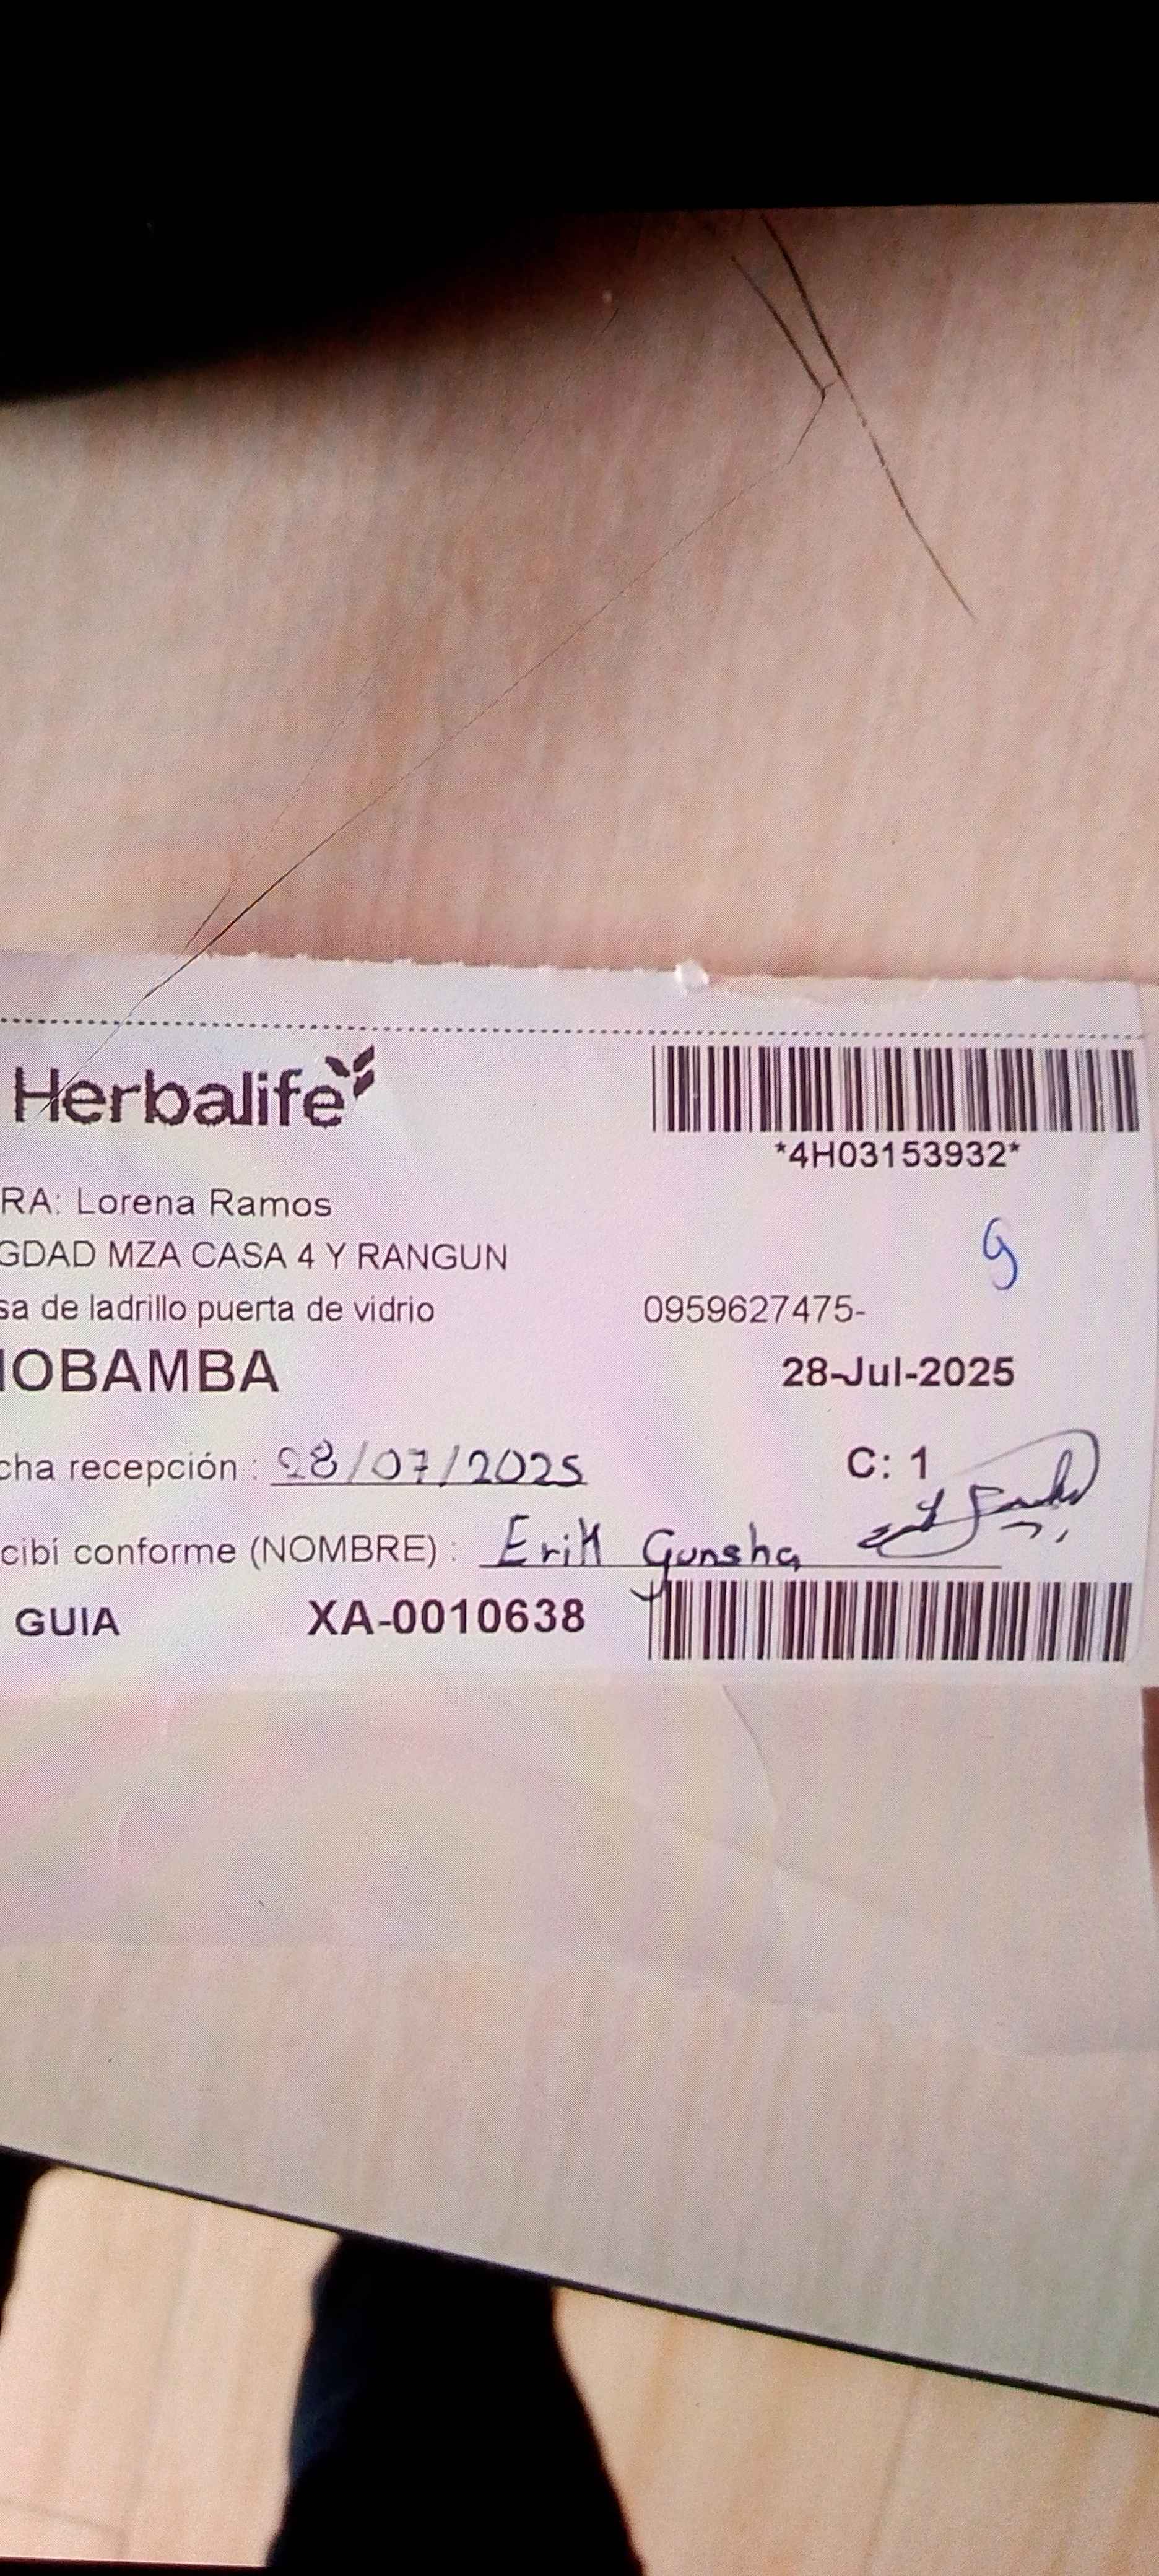 Herbalife
*4H03153932*
RA: Lorena Ramos
GDAD MZA CASA 4 Y RANGUN
9
sa de ladrillo puerta de vidrio 0959627475-
IOBAMBA 28-Jul-2025
cha recepción : 28/07/2025 C: 1
cibí conforme (NOMBRE) : Erik Gunsha
GUIA XA-0010638